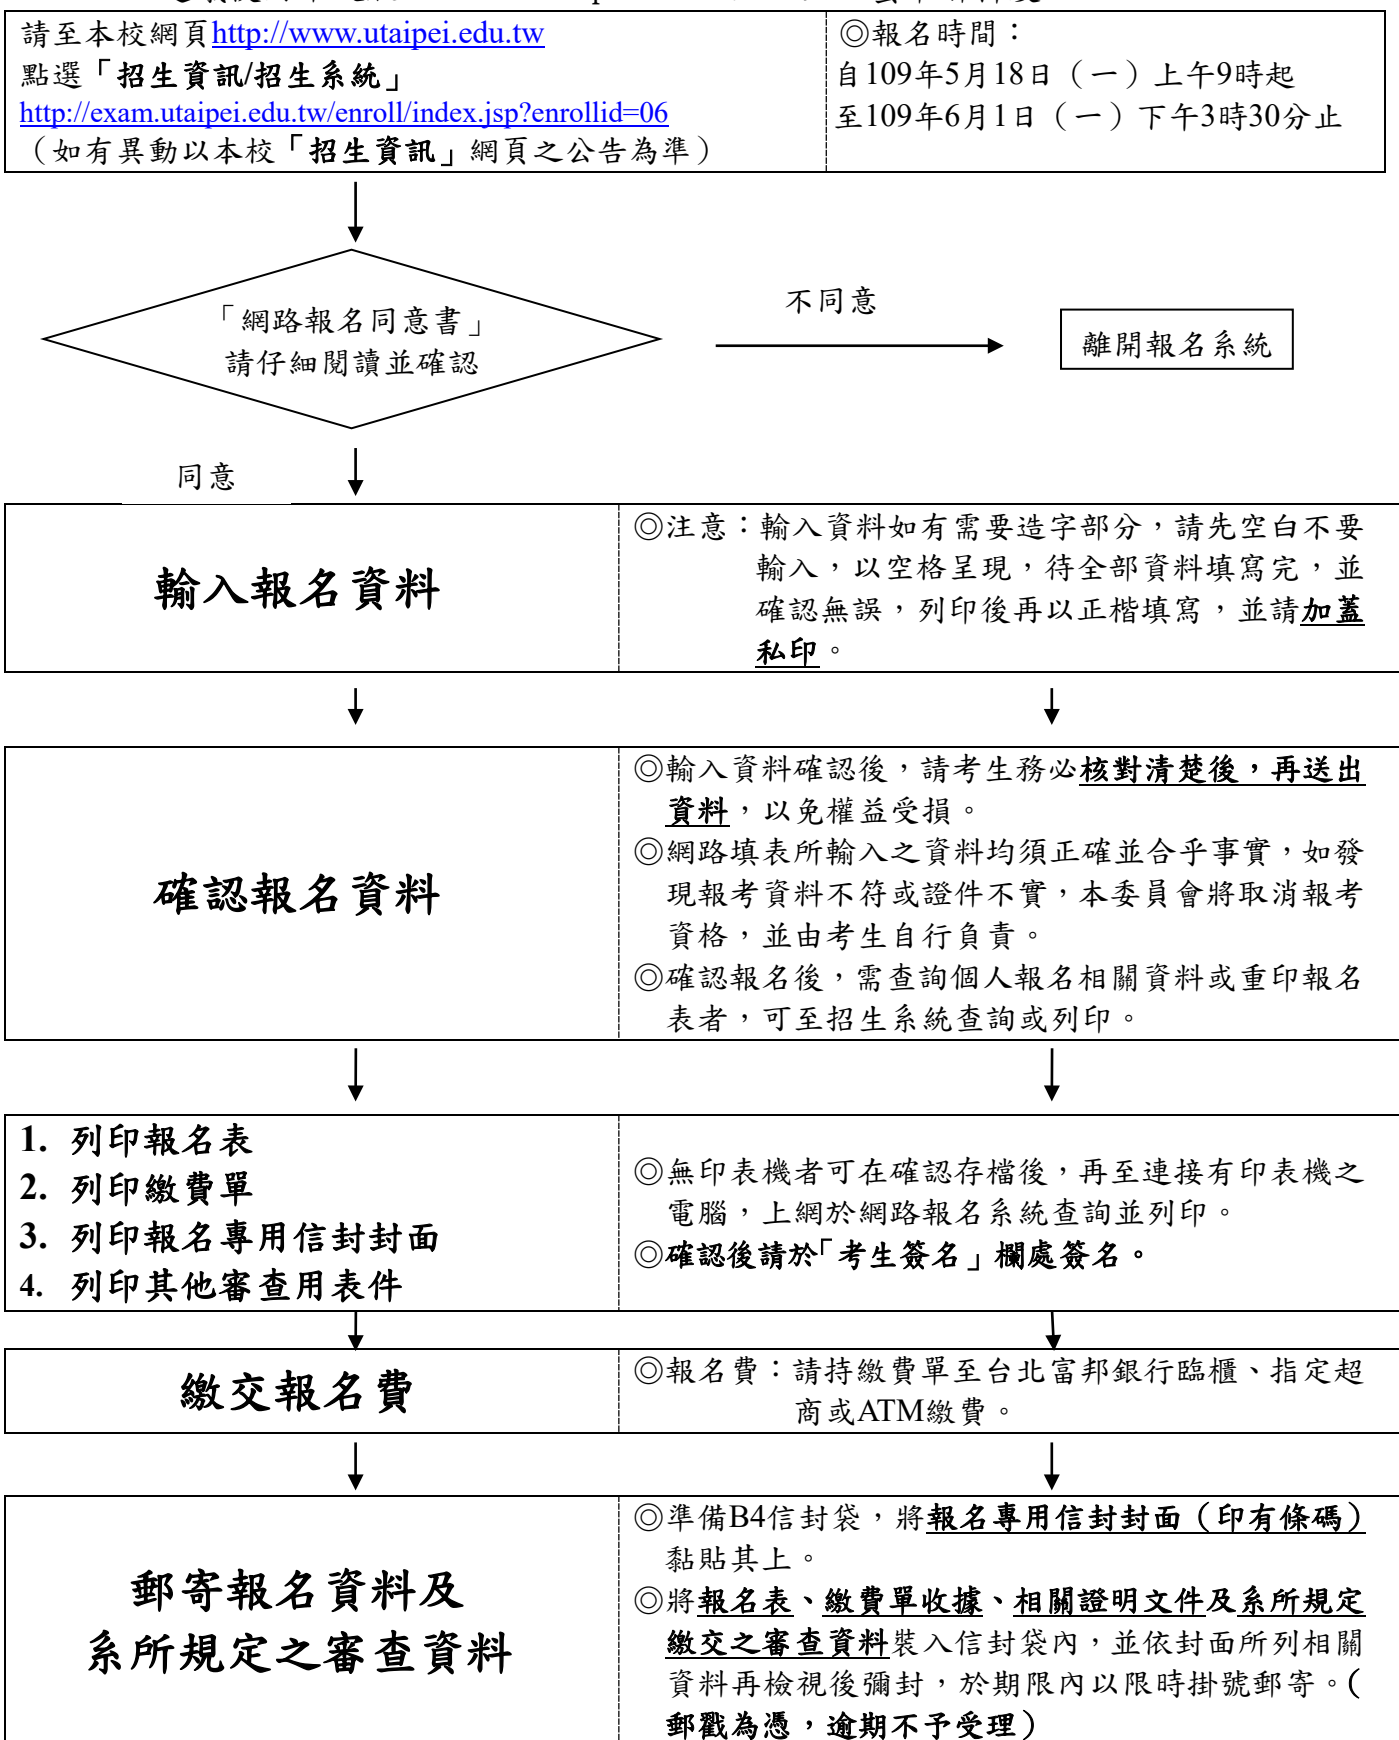 請至本校網頁http://www.utaipei.edu.tw
點選「招生資訊/招生系統」
http://exam.utaipei.edu.tw/enroll/index.jsp?enrollid=06
（如有異動以本校「招生資訊」網頁之公告為準）
◎報名時間：
自109年5月18日（一）上午9時起
至109年6月1日（一）下午3時30分止
「網路報名同意書」
請仔細閱讀並確認
不同意
離開報名系統
同意
輸入報名資料
◎注意：輸入資料如有需要造字部分，請先空白不要
輸入，以空格呈現，待全部資料填寫完，並
確認無誤，列印後再以正楷填寫，並請加蓋
私印。
確認報名資料
◎輸入資料確認後，請考生務必核對清楚後，再送出
資料，以免權益受損。
◎網路填表所輸入之資料均須正確並合乎事實，如發
現報考資料不符或證件不實，本委員會將取消報考
資格，並由考生自行負責。
◎確認報名後，需查詢個人報名相關資料或重印報名
表者，可至招生系統查詢或列印。
1. 列印報名表
2. 列印繳費單
3. 列印報名專用信封封面
4. 列印其他審查用表件
◎無印表機者可在確認存檔後，再至連接有印表機之
電腦，上網於網路報名系統查詢並列印。
◎確認後請於「考生簽名」欄處簽名。
繳交報名費
◎報名費：請持繳費單至台北富邦銀行臨櫃、指定超
商或ATM繳費。
郵寄報名資料及
系所規定之審查資料
◎準備B4信封袋，將報名專用信封封面（印有條碼）
黏貼其上。
◎將報名表、繳費單收據、相關證明文件及系所規定
繳交之審查資料裝入信封袋內，並依封面所列相關
資料再檢視後彌封，於期限內以限時掛號郵寄。（
郵戳為憑，逾期不予受理）